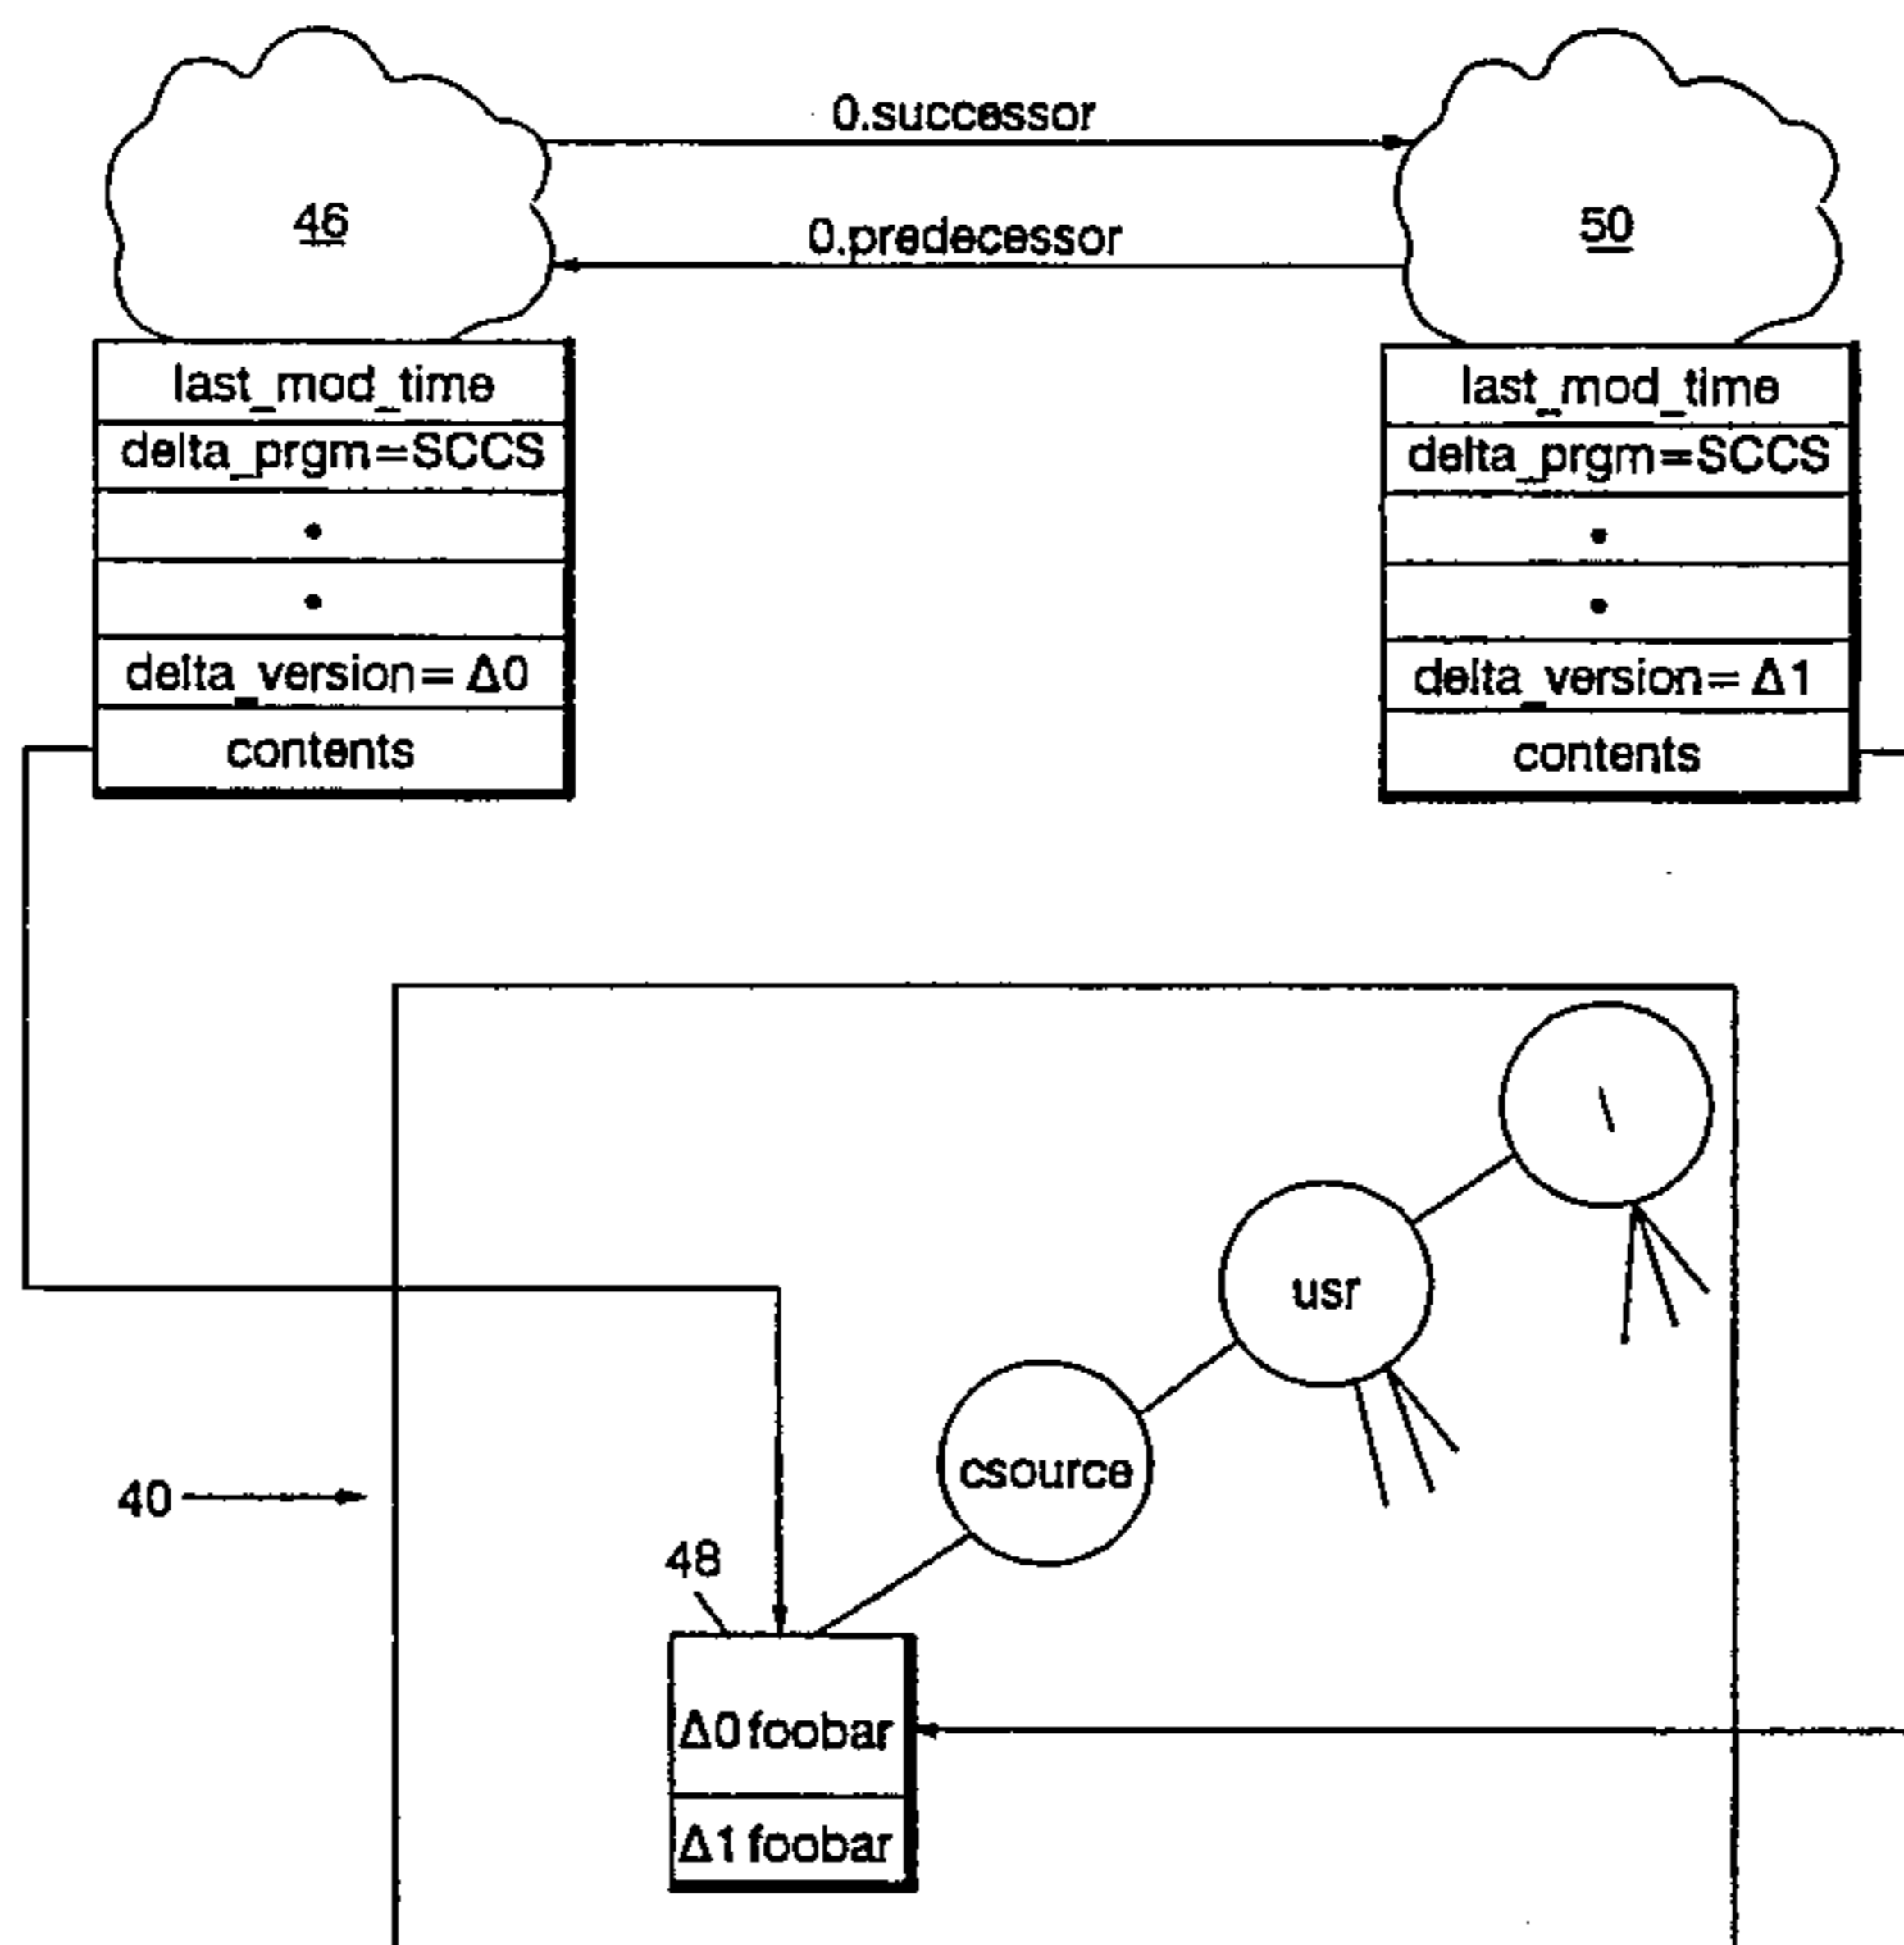 0.successor
46
0.predecessor
50
last_mod_time
delta_prgm=SCCS
•
•
delta_version= Δ0
contents
last_mod_time
delta_prgm=SCCS
•
•
delta_version= Δ1
contents
\
usr
csource
40
48
Δ0 foobar
Δ1 foobar